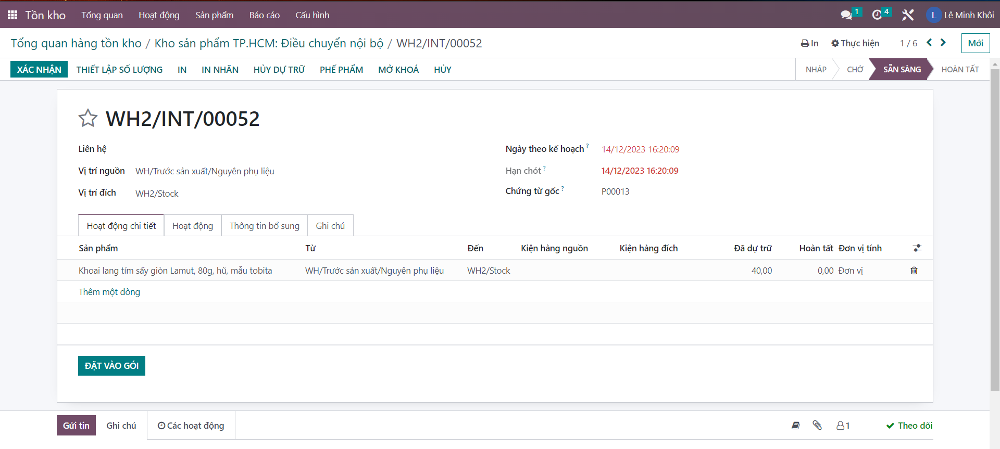 Tồn kho Tổng quan Hoạt động Sản phẩm Báo cáo Cấu hình 1 4 L Lê Minh Khôi
Tổng quan hàng tồn kho / Kho sản phẩm TP.HCM: Điều chuyển nội bộ / WH2/INT/00052 In Thực hiện 1 / 6 Mới
XÁC NHẬN THIẾT LẬP SỐ LƯỢNG IN IN NHÃN HỦY DỰ TRỮ PHẾ PHẨM MỞ KHOÁ HỦY NHÁP CHỜ SẴN SÀNG HOÀN TẤT
WH2/INT/00052
Liên hệ
Ngày theo kế hoạch ? 14/12/2023 16:20:09
Vị trí nguồn WH/Trước sản xuất/Nguyên phụ liệu
Hạn chót ? 14/12/2023 16:20:09
Vị trí đích WH2/Stock
Chứng từ gốc ? P00013
Hoạt động chi tiết Hoạt động Thông tin bổ sung Ghi chú
Sản phẩm Từ Đến Kiện hàng nguồn Kiện hàng đích Đã dự trữ Hoàn tất Đơn vị tính
Khoai lang tím sấy giòn Lamut, 80g, hũ, mẫu tobita WH/Trước sản xuất/Nguyên phụ liệu WH2/Stock 40,00 0,00 Đơn vị
Thêm một dòng
ĐẶT VÀO GÓI
Gửi tin Ghi chú Các hoạt động 1 Theo dõi